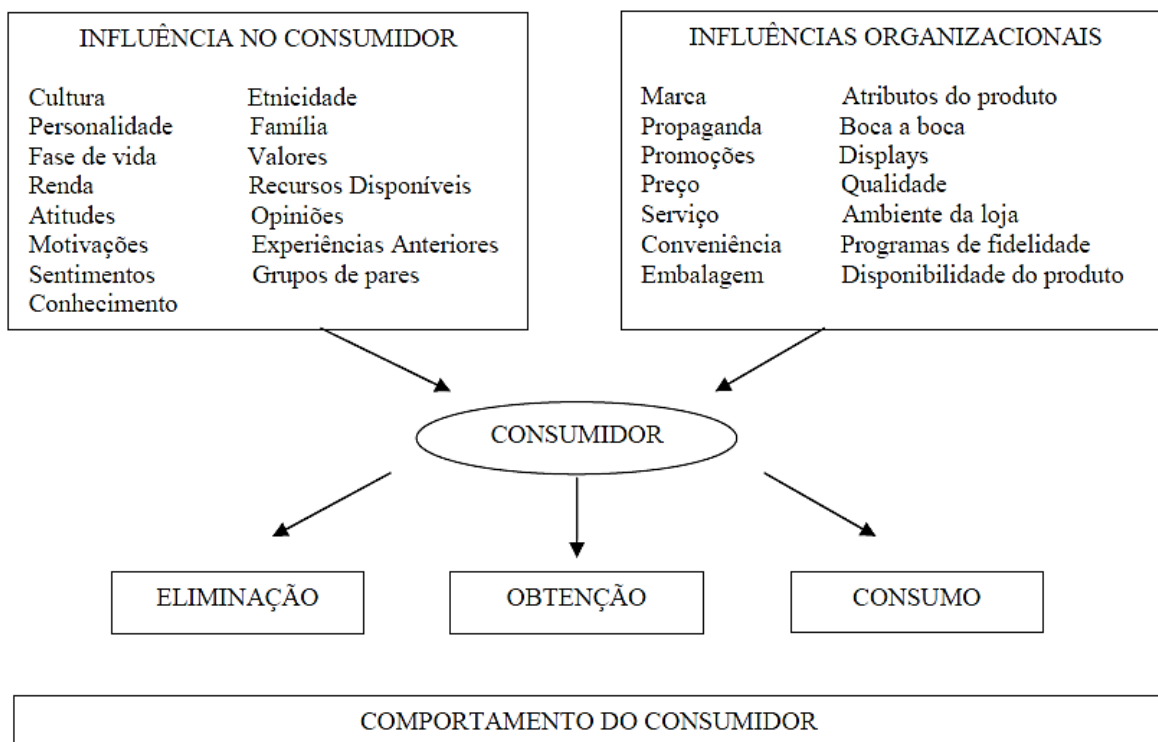 INFLUÊNCIA NO CONSUMIDOR
Cultura Etnicidade
Personalidade Família
Fase de vida Valores
Renda Recursos Disponíveis
Atitudes Opiniões
Motivações Experiências Anteriores
Sentimentos Grupos de pares
Conhecimento
INFLUÊNCIAS ORGANIZACIONAIS
Marca Atributos do produto
Propaganda Boca a boca
Promoções Displays
Preço Qualidade
Serviço Ambiente da loja
Conveniência Programas de fidelidade
Embalagem Disponibilidade do produto
CONSUMIDOR
ELIMINAÇÃO
OBTENÇÃO
CONSUMO
COMPORTAMENTO DO CONSUMIDOR